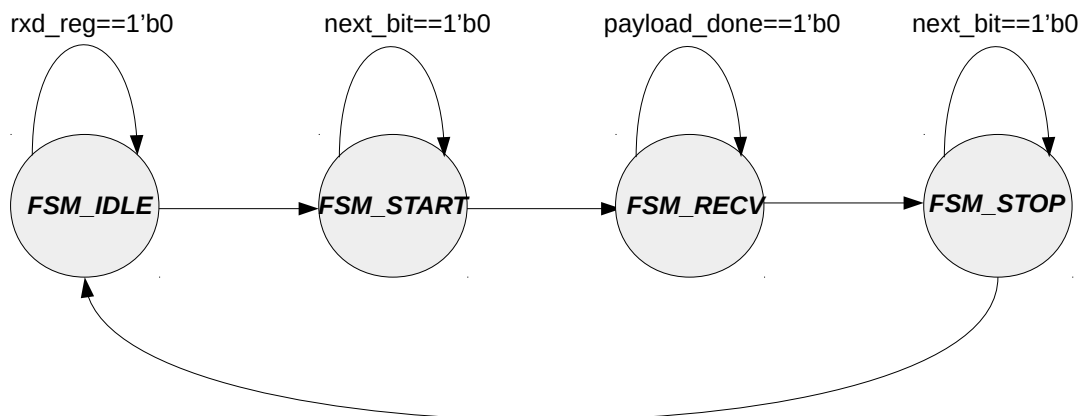 rxd_reg==1’b0
next_bit==1’b0
payload_done==1’b0
next_bit==1’b0
FSM_IDLE
FSM_START
FSM_RECV
FSM_STOP